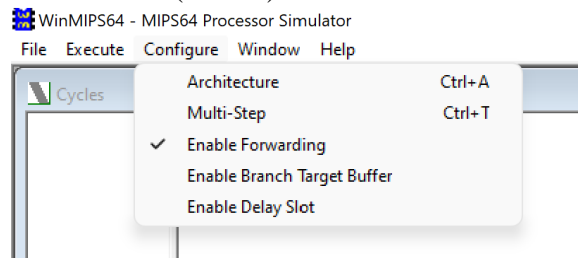 WinMIPS64 - MIPS64 Processor Simulator
File Execute Configure Window Help
Cycles
Architecture Ctrl+A
Multi-Step Ctrl+T
Enable Forwarding
Enable Branch Target Buffer
Enable Delay Slot